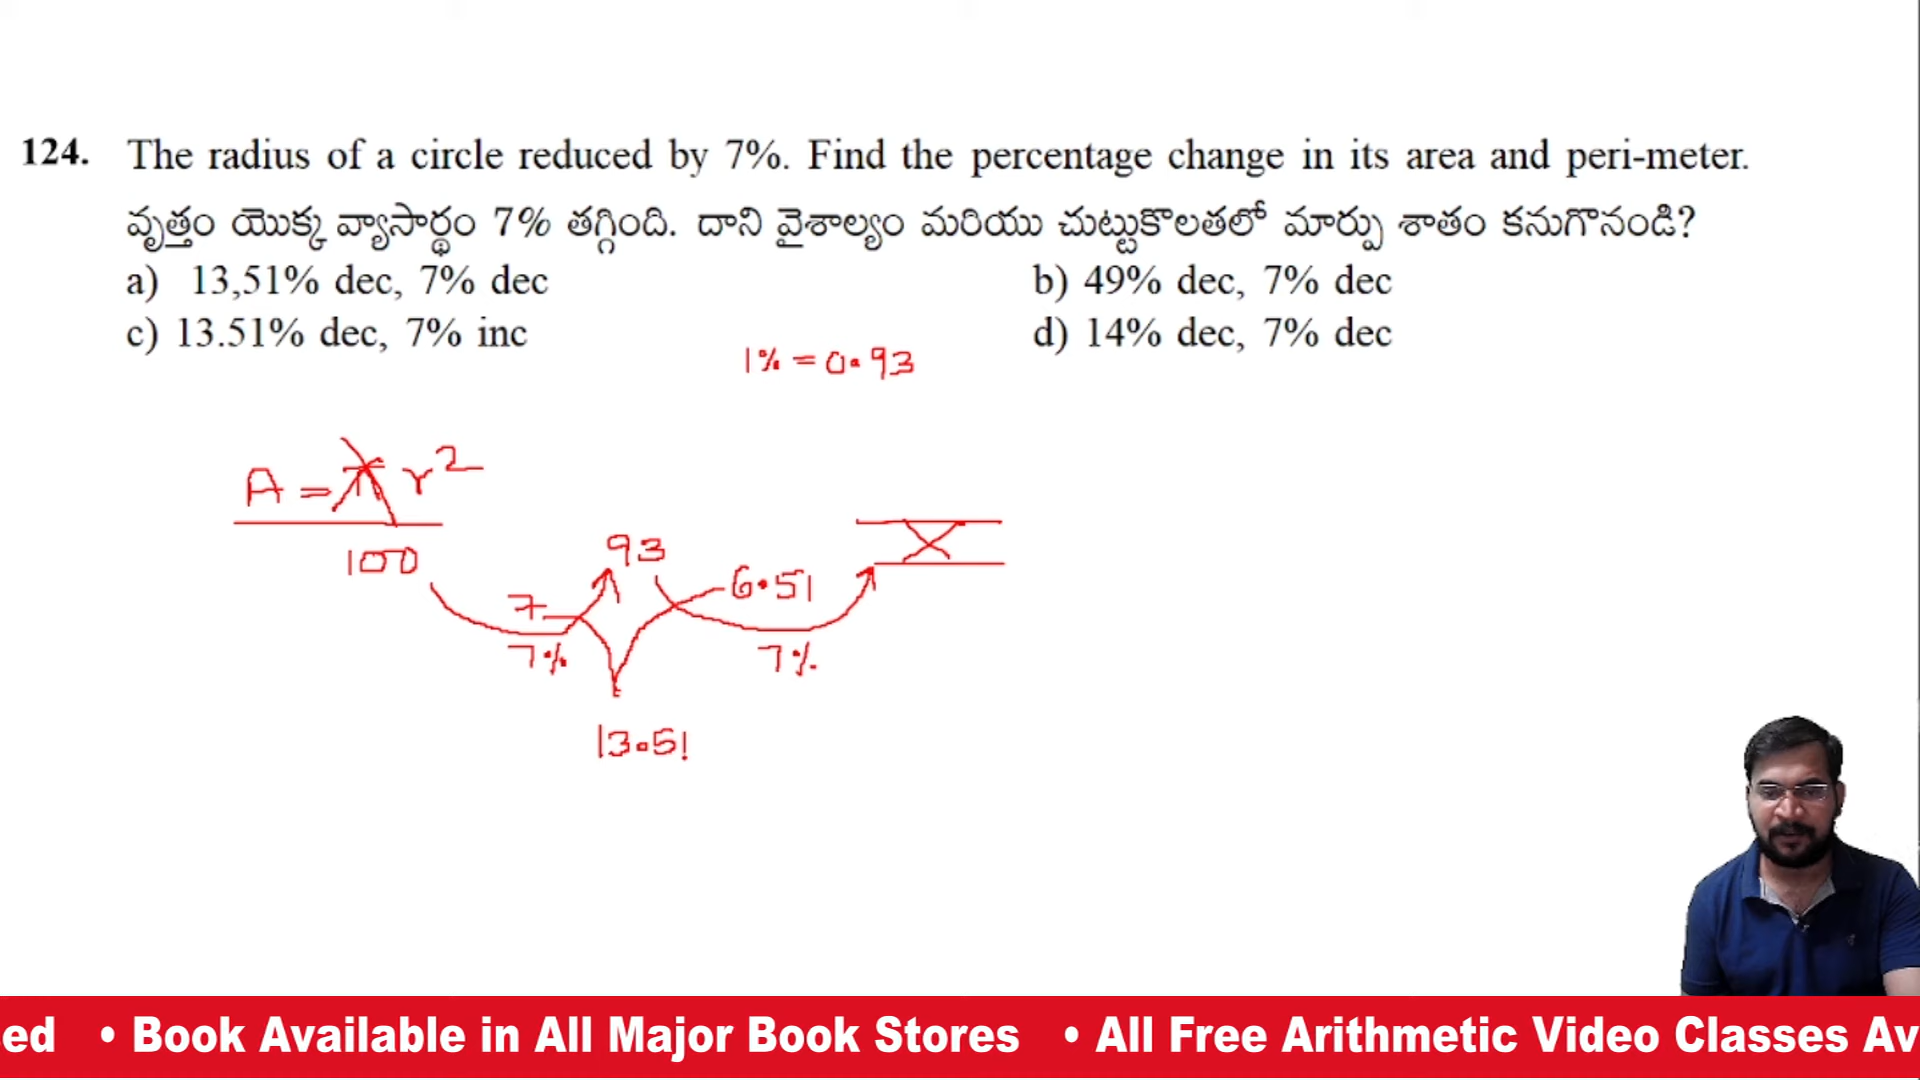 124. The radius of a circle reduced by 7%. Find the percentage change in its area and peri-meter.
వృత్తం యొక్క వ్యాసార్థం 7% తగ్గింది. దాని వైశాల్యం మరియు చుట్టుకొలతలో మార్పు శాతం కనుగొనండి?
a) 13,51% dec, 7% dec b) 49% dec, 7% dec
c) 13.51% dec, 7% inc d) 14% dec, 7% dec
1% = 0.93
A = π r²
100 93
7 6.51
7% 7%
13.51
ed • Book Available in All Major Book Stores • All Free Arithmetic Video Classes Av